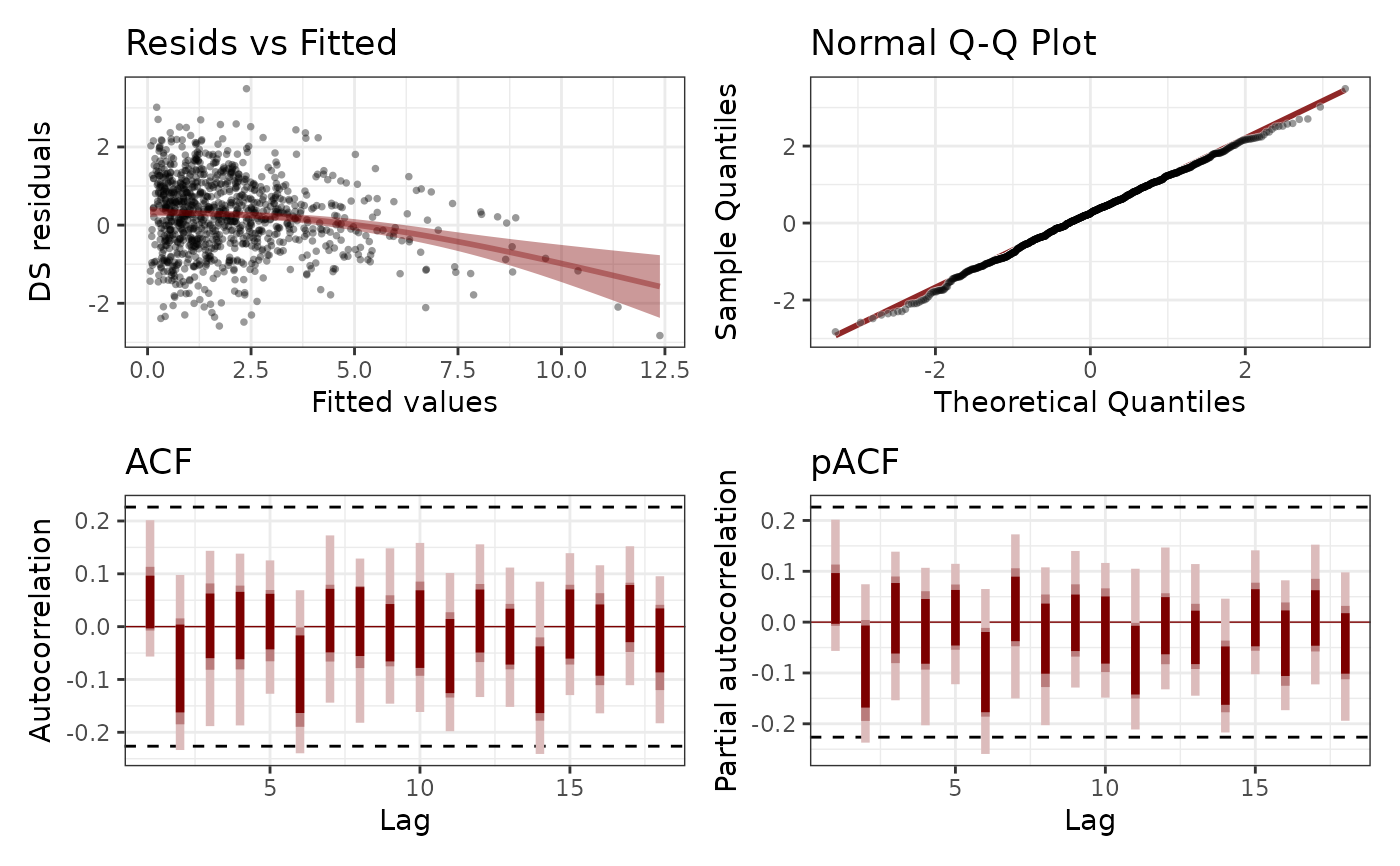 Resids vs Fitted
DS residuals
2
0
-2
0.0 2.5 5.0 7.5 10.0 12.5
Fitted values
Normal Q-Q Plot
Sample Quantiles
2
0
-2
-2 0 2
Theoretical Quantiles
ACF
Autocorrelation
0.2
0.1
0.0
-0.1
-0.2
5 10 15
Lag
pACF
Partial autocorrelation
0.2
0.1
0.0
-0.1
-0.2
5 10 15
Lag